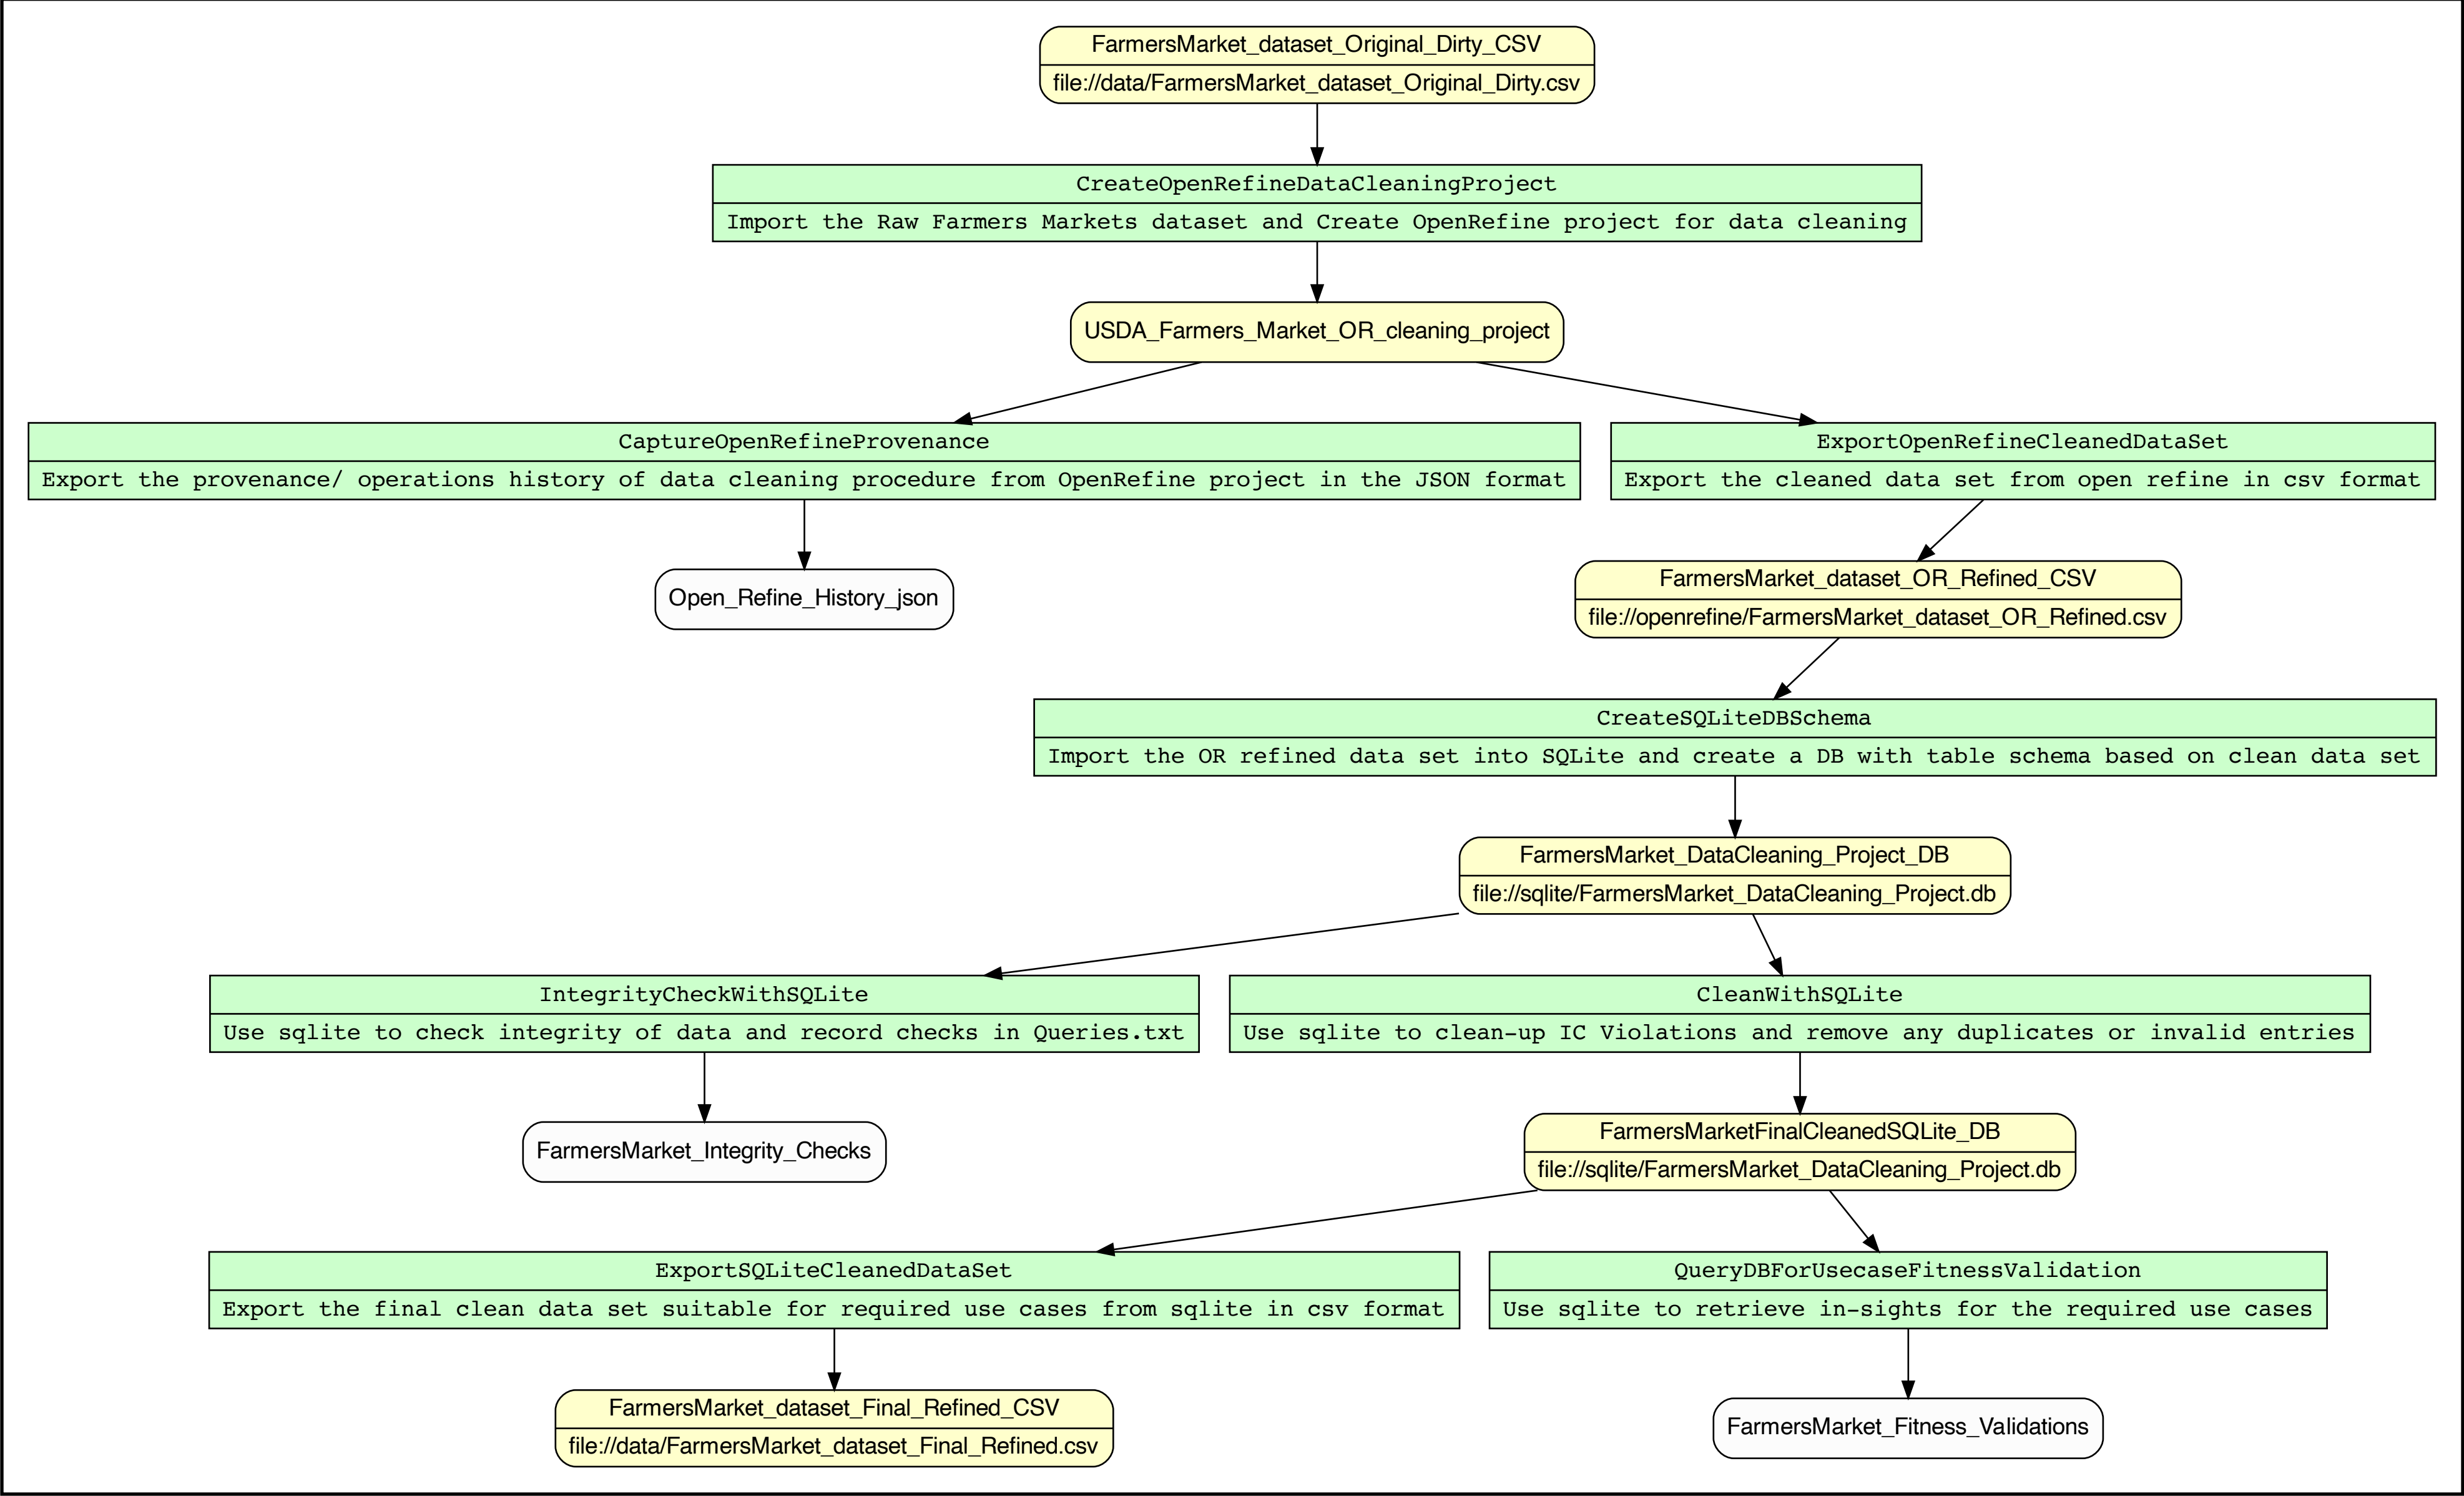 FarmersMarket_dataset_Original_Dirty_CSV
file://data/FarmersMarket_dataset_Original_Dirty.csv
CreateOpenRefineDataCleaningProject
Import the Raw Farmers Markets dataset and Create OpenRefine project for data cleaning
USDA_Farmers_Market_OR_cleaning_project
CaptureOpenRefineProvenance
Export the provenance/ operations history of data cleaning procedure from OpenRefine project in the JSON format
ExportOpenRefineCleanedDataSet
Export the cleaned data set from open refine in csv format
Open_Refine_History_json
FarmersMarket_dataset_OR_Refined_CSV
file://openrefine/FarmersMarket_dataset_OR_Refined.csv
CreateSQLiteDBSchema
Import the OR refined data set into SQLite and create a DB with table schema based on clean data set
FarmersMarket_DataCleaning_Project_DB
file://sqlite/FarmersMarket_DataCleaning_Project.db
IntegrityCheckWithSQLite
Use sqlite to check integrity of data and record checks in Queries.txt
CleanWithSQLite
Use sqlite to clean-up IC Violations and remove any duplicates or invalid entries
FarmersMarket_Integrity_Checks
FarmersMarketFinalCleanedSQLite_DB
file://sqlite/FarmersMarket_DataCleaning_Project.db
ExportSQLiteCleanedDataSet
Export the final clean data set suitable for required use cases from sqlite in csv format
QueryDBForUsecaseFitnessValidation
Use sqlite to retrieve in-sights for the required use cases
FarmersMarket_dataset_Final_Refined_CSV
file://data/FarmersMarket_dataset_Final_Refined.csv
FarmersMarket_Fitness_Validations